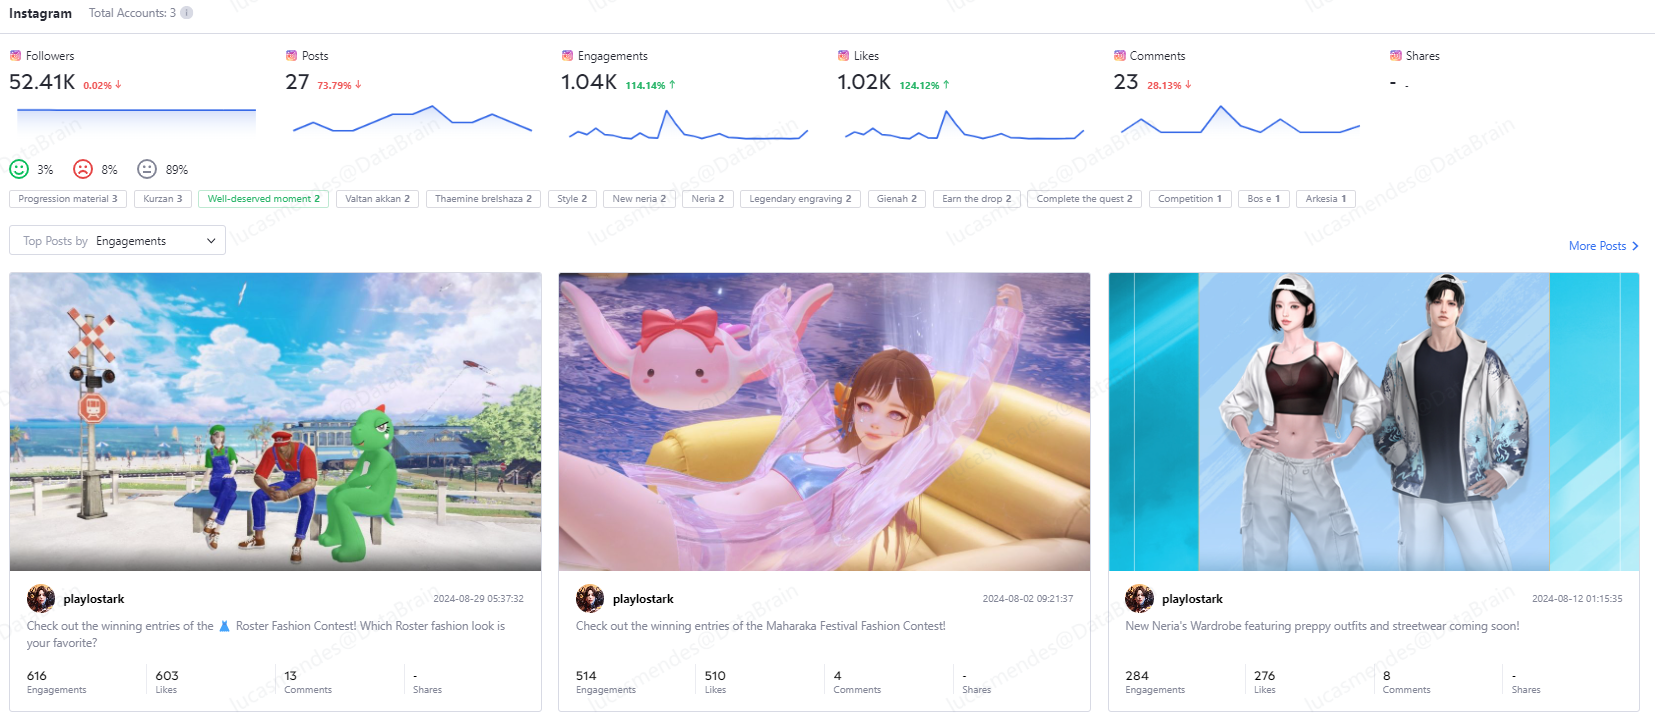 Instagram Total Accounts: 3
Followers
52.41K 0.02% ↓
Posts
27 73.79% ↓
Engagements
1.04K 114.14% ↑
Likes
1.02K 124.12% ↑
Comments
23 28.13% ↓
Shares
- -
3% 8% 89%
Progression material 3 Kurzan 3 Well-deserved moment 2 Valtan akkan 2 Thaemine brelshaza 2 Style 2 New neria 2 Neria 2 Legendary engraving 2 Gienah 2 Earn the drop 2 Complete the quest 2 Competition 1 Bos e 1 Arkesia 1
Top Posts by Engagements
More Posts
playlostark 2024-08-29 05:37:32
Check out the winning entries of the 👗 Roster Fashion Contest! Which Roster fashion look is
your favorite?
616 603 13 -
Engagements Likes Comments Shares
playlostark 2024-08-02 09:21:37
Check out the winning entries of the Maharaka Festival Fashion Contest!
514 510 4 -
Engagements Likes Comments Shares
playlostark 2024-08-12 01:15:35
New Neria's Wardrobe featuring preppy outfits and streetwear coming soon!
284 276 8 -
Engagements Likes Comments Shares
lucasmendes@DataBrain